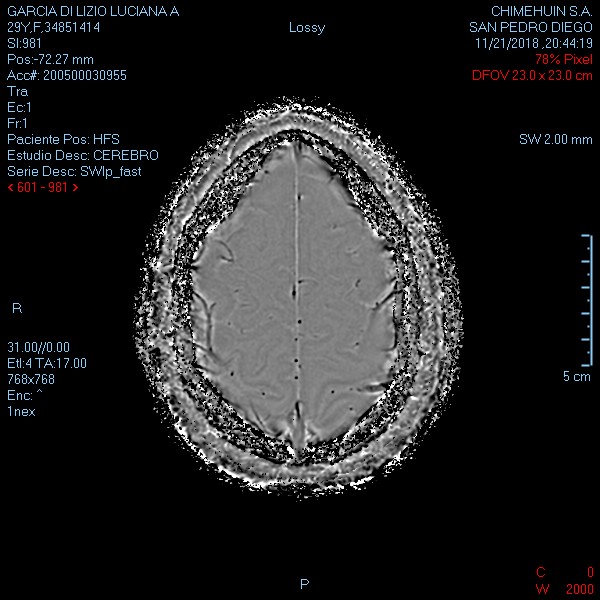 GARCIA DI LIZIO LUCIANA A
29Y,F,34851414
Sl:981
Pos:-72.27 mm
Acc#: 200500030955
Tra
Ec:1
Fr:1
Paciente Pos: HFS
Estudio Desc: CEREBRO
Serie Desc: SWIp_fast
< 601 - 981 >
Lossy
CHIMEHUIN S.A.
SAN PEDRO DIEGO
11/21/2018 ,20:44:19
78% Pixel
DFOV 23.0 x 23.0 cm
SW 2.00 mm
R
31.00//0.00
Etl:4 TA:17.00
768x768
Enc: ^
1nex
5 cm
P
C 0
W 2000